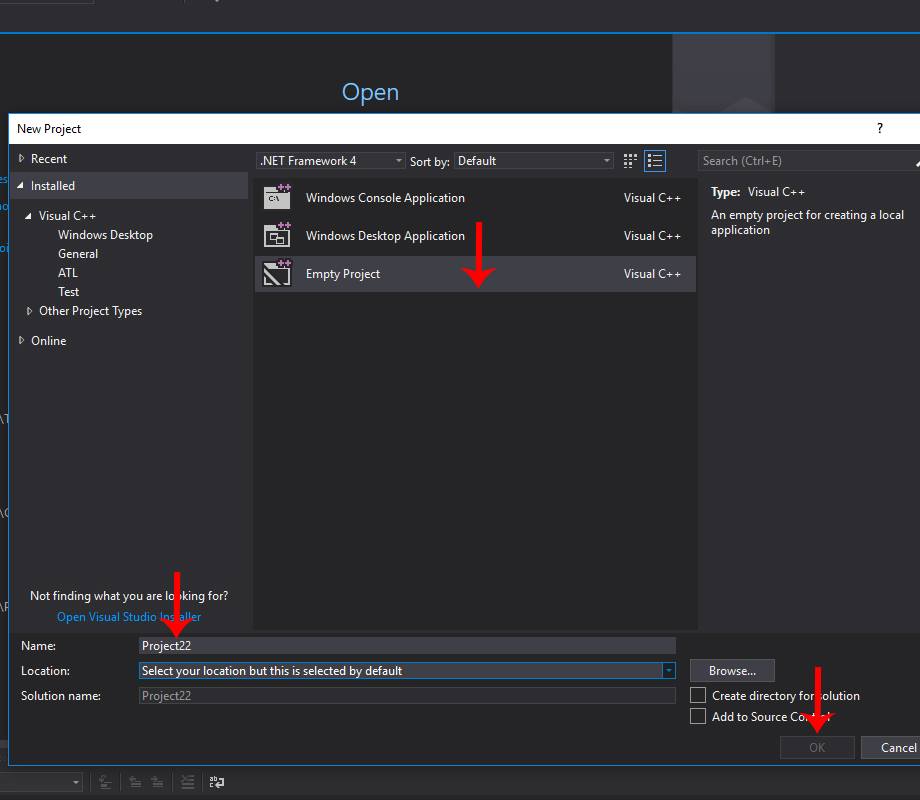 Open
New Project
?
Recent
.NET Framework 4
Sort by:
Default
Search (Ctrl+E)
Installed
Visual C++
Windows Desktop
General
ATL
Test
Other Project Types
Online
Windows Console Application Visual C++
Windows Desktop Application Visual C++
Empty Project Visual C++
Type: Visual C++
An empty project for creating a local
application
Not finding what you are looking for?
Open Visual Studio Installer
Name: Project22
Location: Select your location but this is selected by default
Browse...
Solution name: Project22
Create directory for solution
Add to Source Control
OK
Cancel